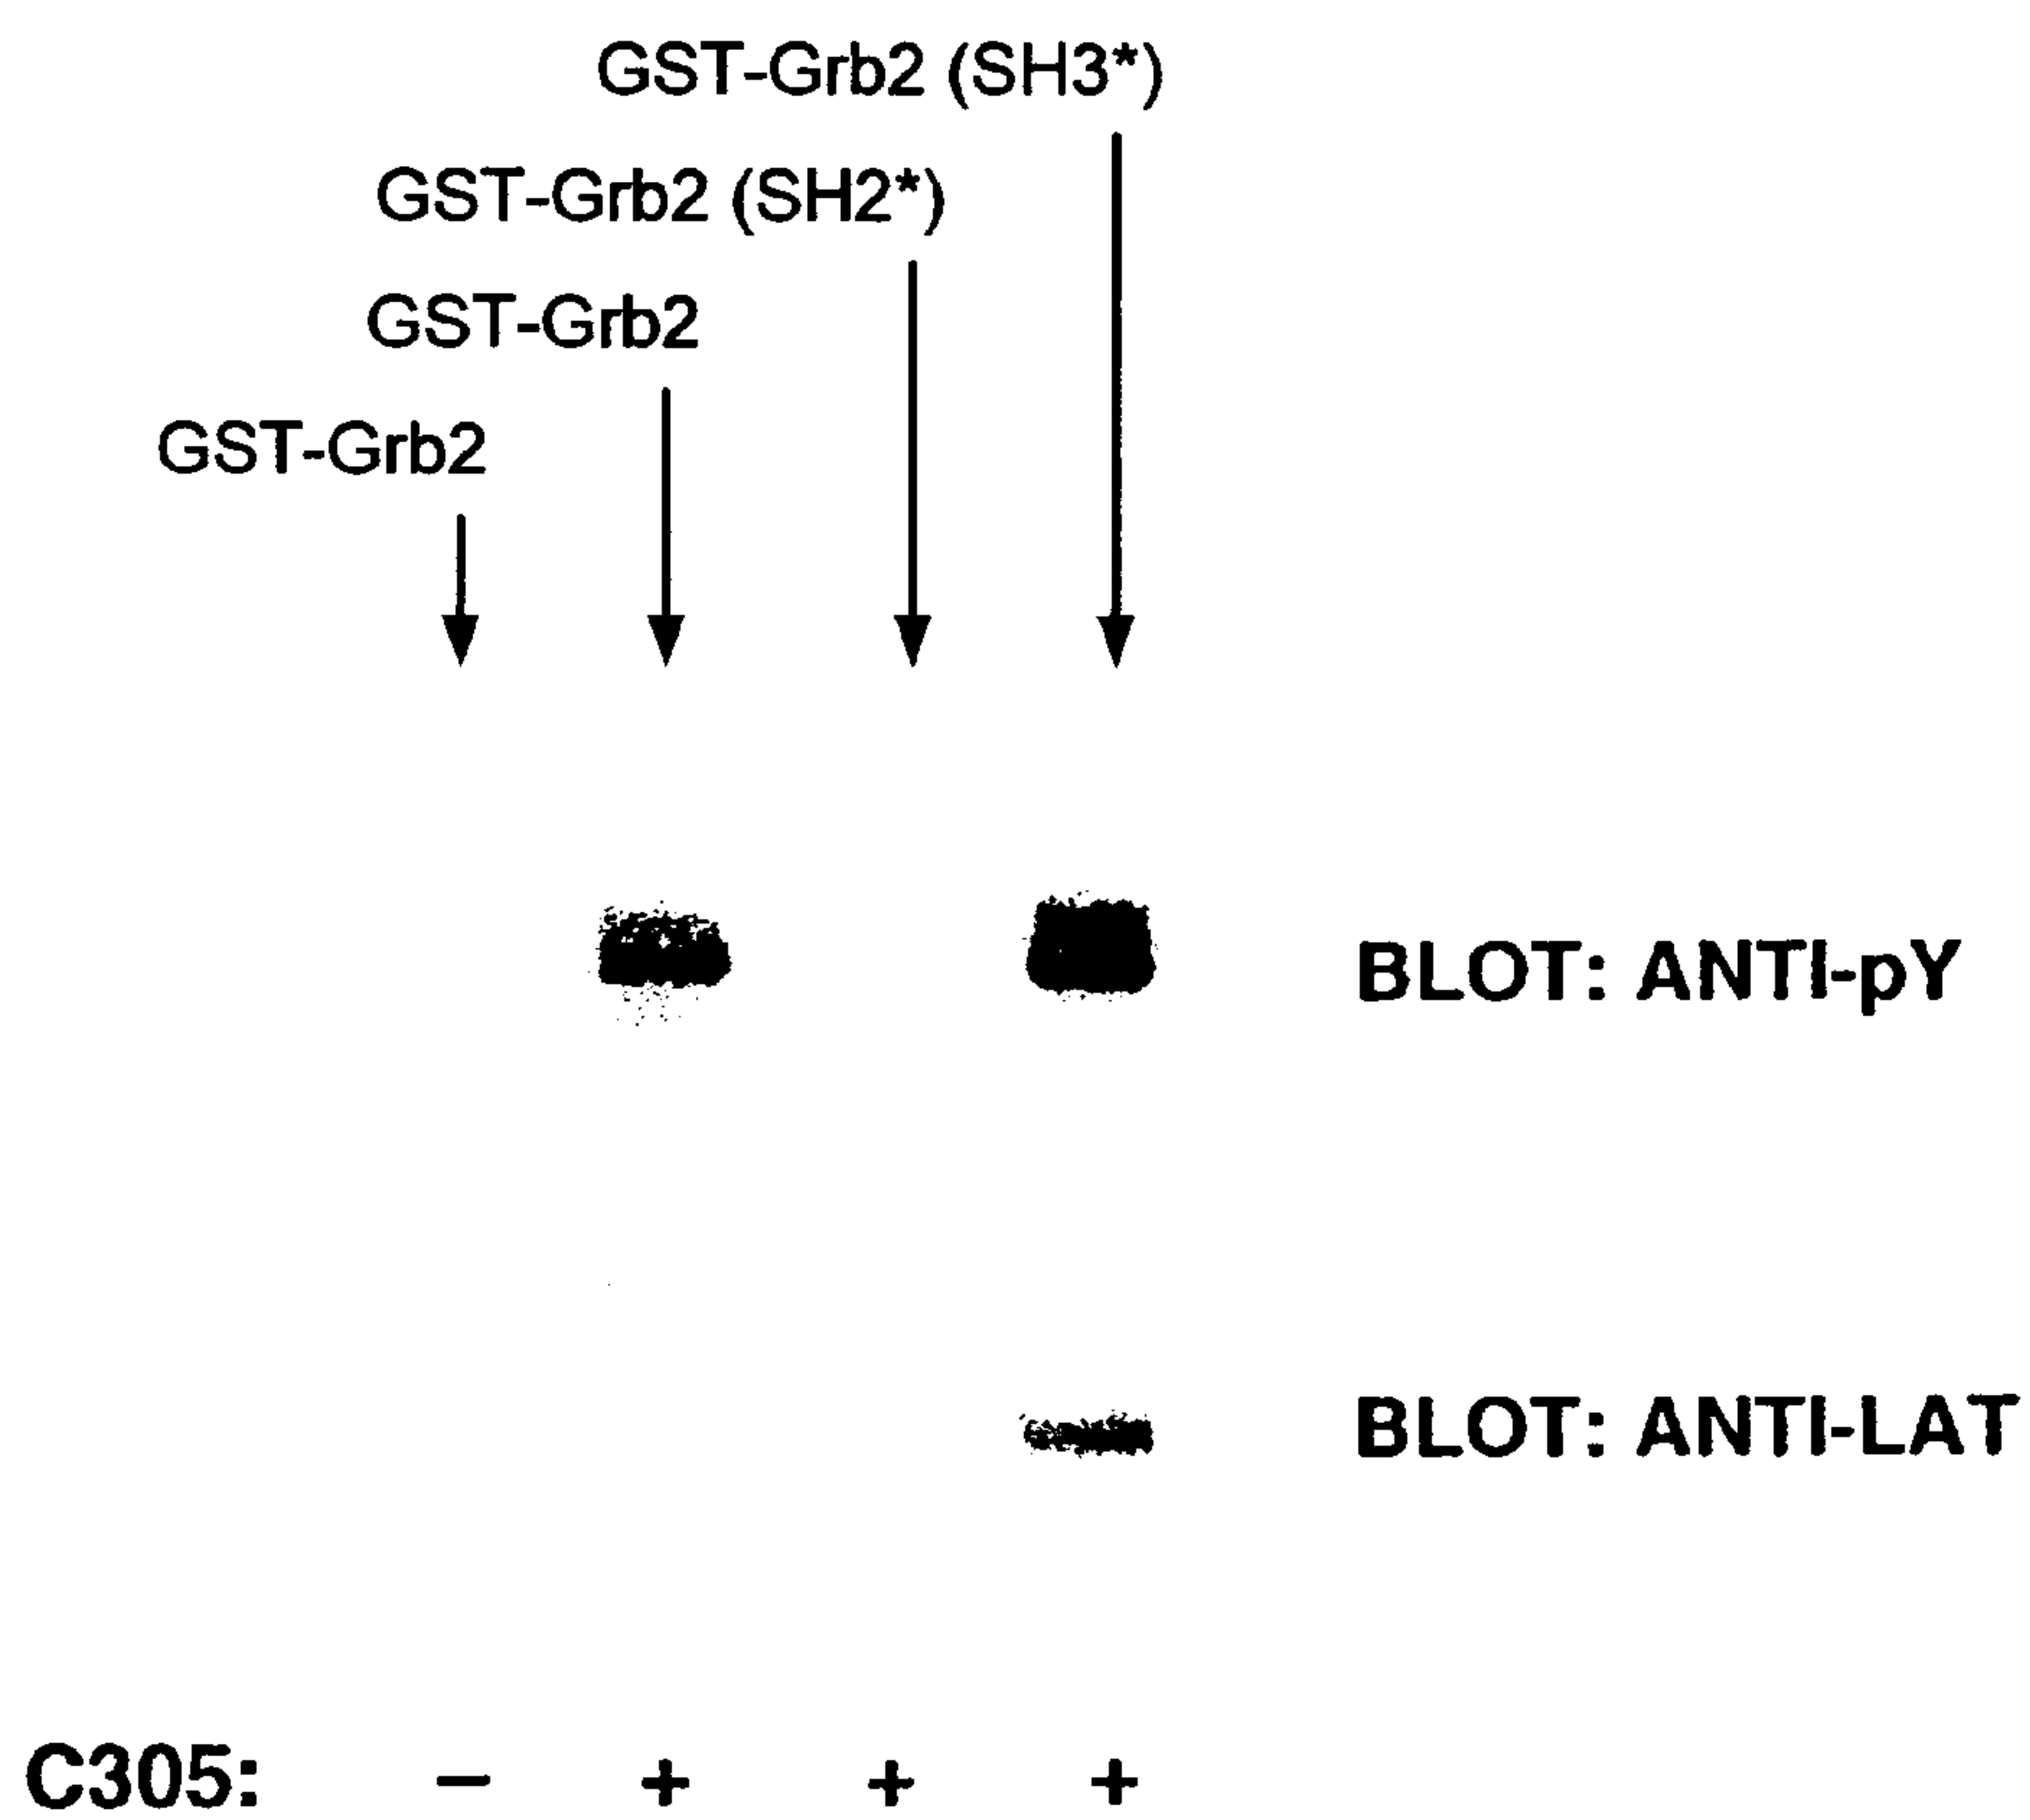 GST-Grb2 (SH3*)
GST-Grb2 (SH2*)
GST-Grb2
GST-Grb2
BLOT: ANTI-pY
BLOT: ANTI-LAT
C305: – + + +